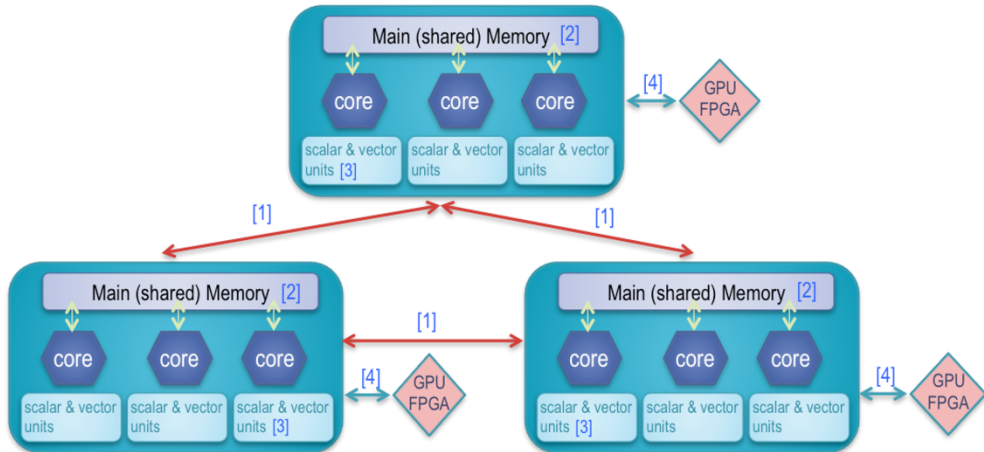 Main (shared) Memory [2]
core core core
[4]
GPU
FPGA
scalar & vector
units [3]
scalar & vector
units
scalar & vector
units
[1] [1]
Main (shared) Memory [2]
core core core
[4]
GPU
FPGA
scalar & vector
units
scalar & vector
units
scalar & vector
units [3]
[1]
Main (shared) Memory [2]
core core core
[4]
GPU
FPGA
scalar & vector
units [3]
scalar & vector
units
scalar & vector
units